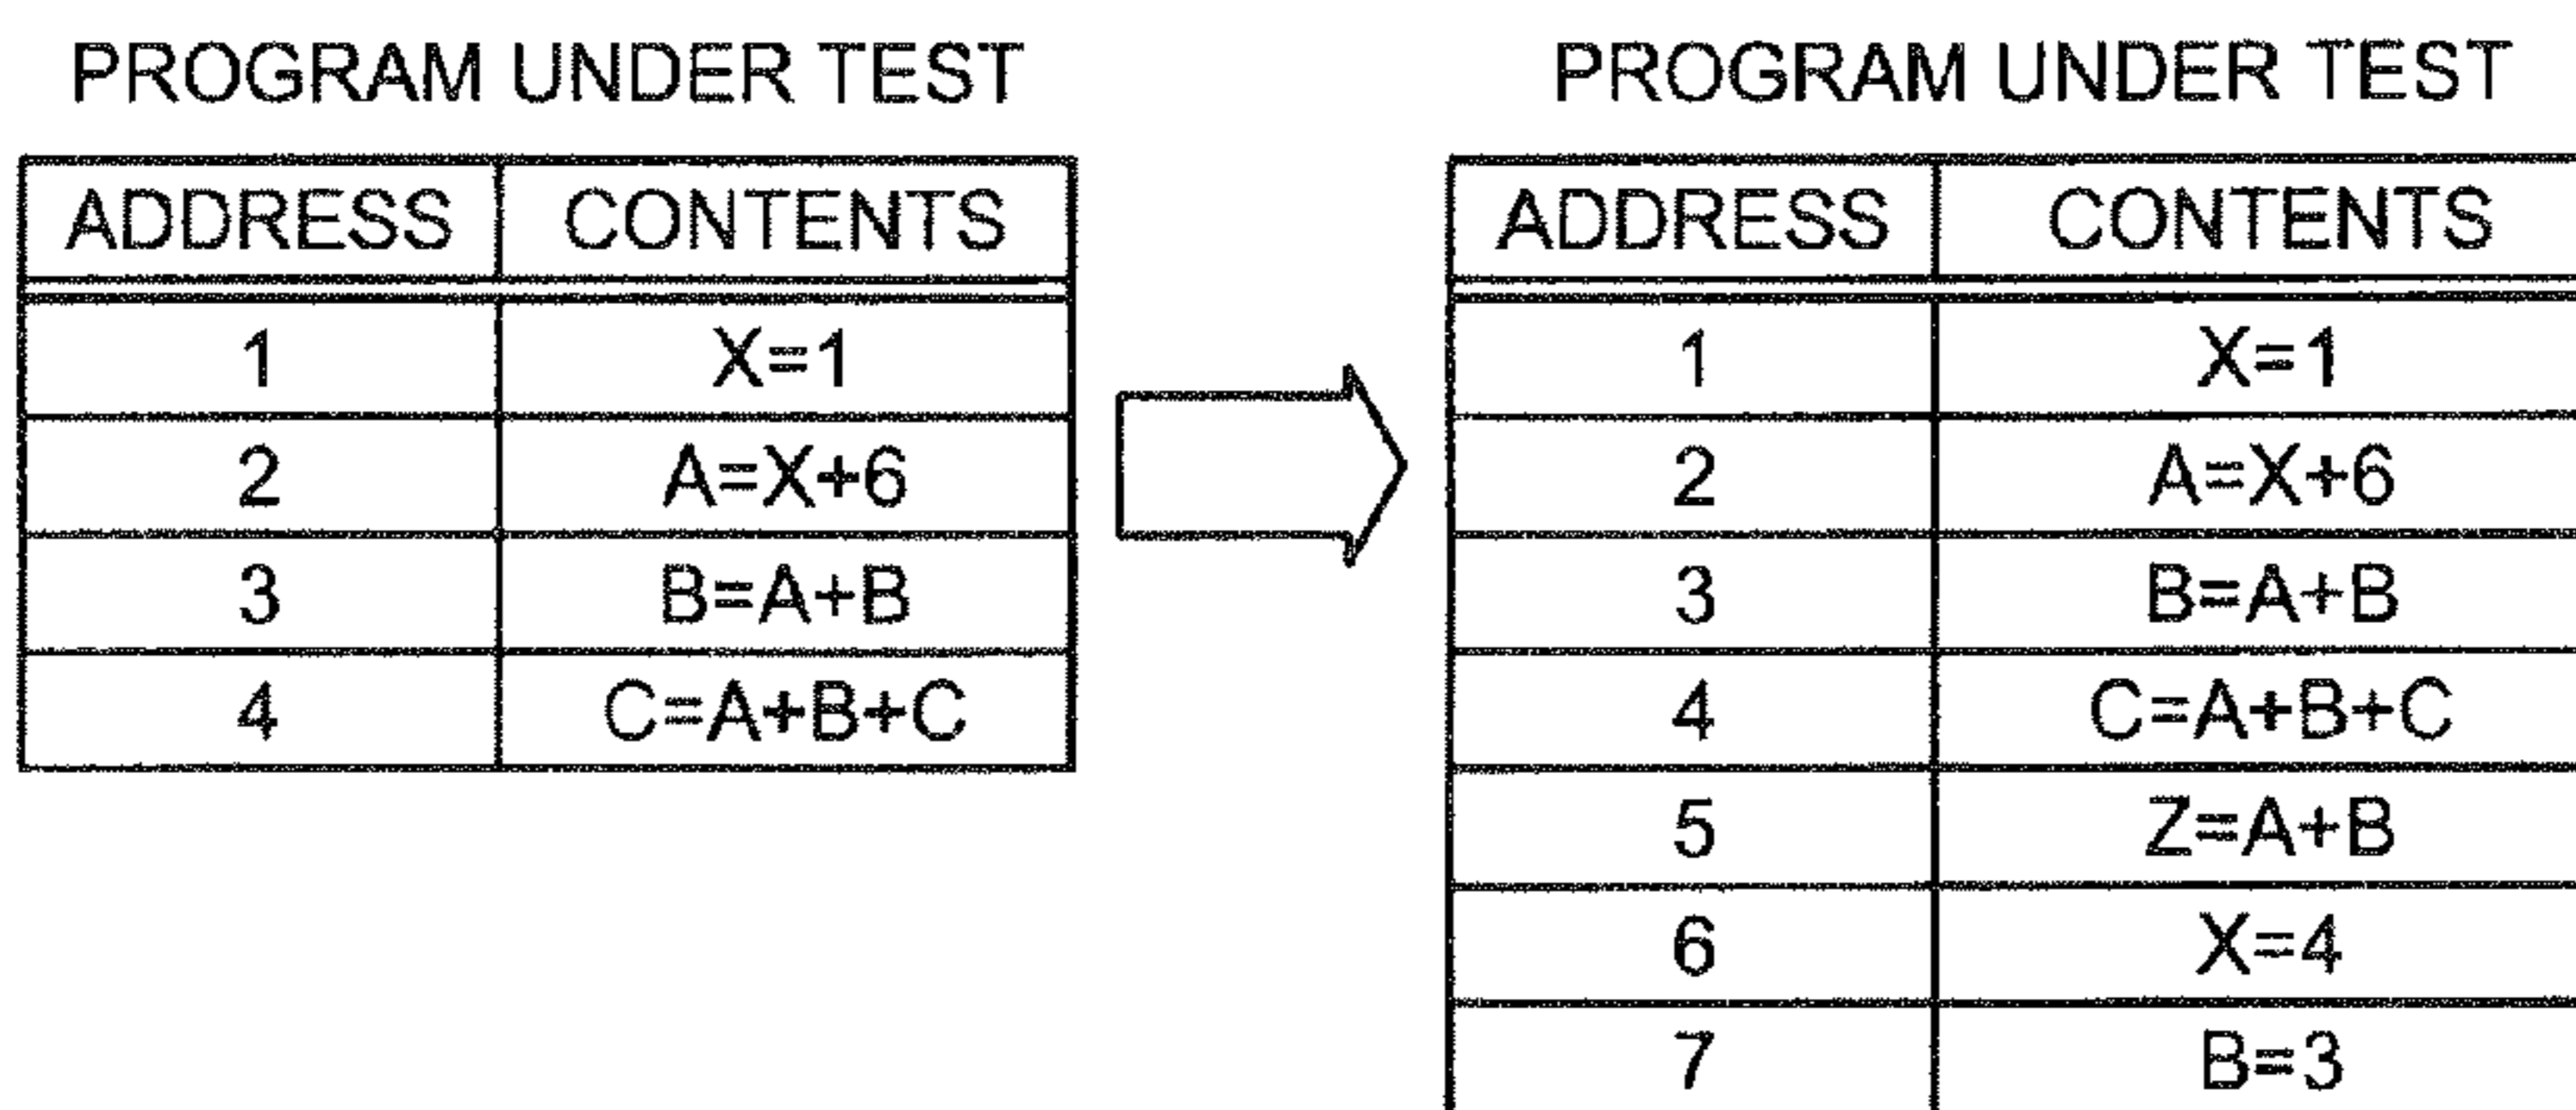 PROGRAM UNDER TEST
ADDRESS CONTENTS
1 X=1
2 A=X+6
3 B=A+B
4 C=A+B+C
PROGRAM UNDER TEST
ADDRESS CONTENTS
1 X=1
2 A=X+6
3 B=A+B
4 C=A+B+C
5 Z=A+B
6 X=4
7 B=3